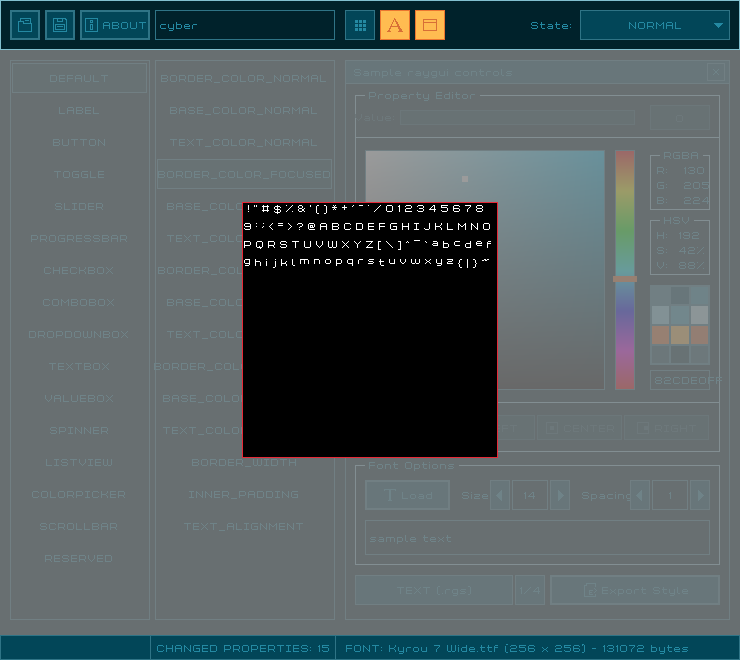 ABOUT
cyber
A
State:
NORMAL
DEFAULT
LABEL
BUTTON
TOGGLE
SLIDER
PROGRESSBAR
CHECKBOX
COMBOBOX
DROPDOWNBOX
TEXTBOX
VALUEBOX
SPINNER
LISTVIEW
COLORPICKER
SCROLLBAR
RESERVED
BORDER_COLOR_NORMAL
BASE_COLOR_NORMAL
TEXT_COLOR_NORMAL
BORDER_COLOR_FOCUSED
BASE_COL
TEXT_COL
BORDER_COL
BASE_COL
TEXT_COL
BORDER_COL
BASE_COL
TEXT_COL
BORDER_WIDTH
INNER_PADDING
TEXT_ALIGNMENT
!"#$%&'()*+,-./012345678
9:;<=>?@ABCDEFGHIJKLMNO
PQRSTUVWXYZ[\]^_`abcdef
ghijklmnopqrstuvwxyz{|}~
Sample raygui controls
Property Editor
Value
0
RGBA
R: 130
G: 205
B: 224
HSV
H: 192
S: 42%
V: 88%
CENTER
RIGHT
Font Options
T Load
Size
14
Spacing
1
sample text
TEXT (.rgs)
1/4
Export Style
CHANGED PROPERTIES: 15
FONT: Kyrou 7 Wide.ttf (256 x 256) - 131072 bytes